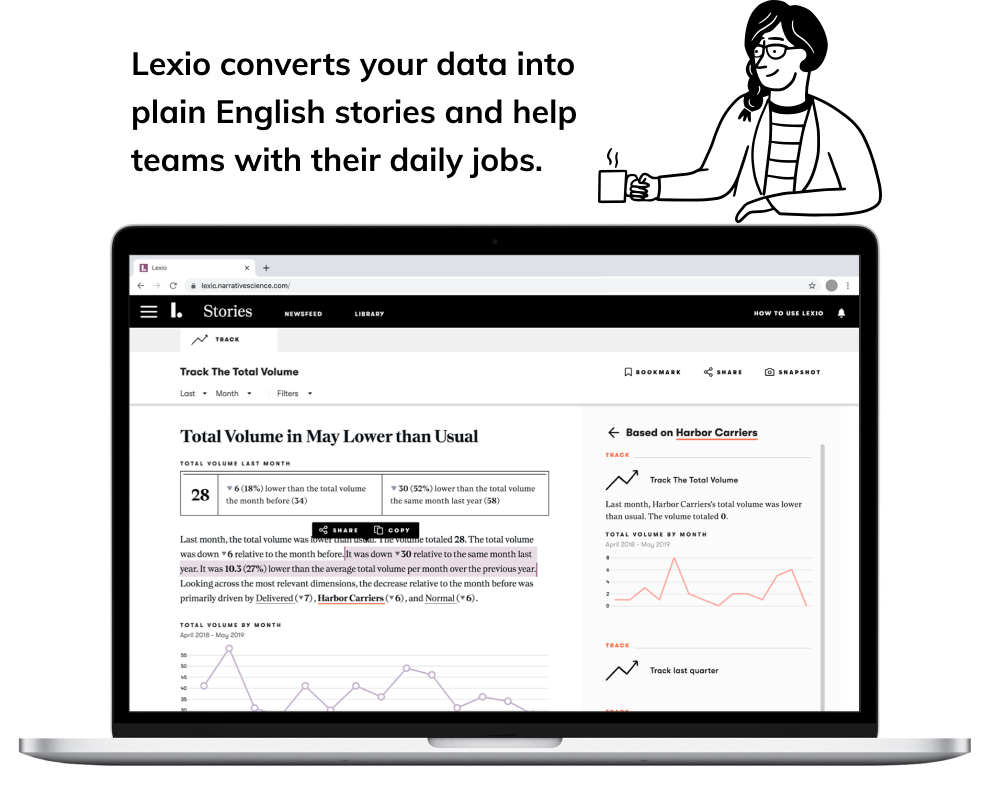 Lexio converts your data into
plain English stories and help
teams with their daily jobs.
Lexio
lexio.narrativescience.com/
L.
Stories
NEWSFEED
LIBRARY
HOW TO USE LEXIO
TRACK
Track The Total Volume
BOOKMARK
SHARE
SNAPSHOT
Last
Month
Filters
Total Volume in May Lower than Usual
TOTAL VOLUME LAST MONTH
28
▼6 (18%) lower than the total volume
the month before (34)
▼30 (52%) lower than the total volume
the same month last year (58)
SHARE
COPY
Last month, the total volume was lower than usual. The volume totaled 28. The total volume
was down ▼6 relative to the month before. It was down ▼30 relative to the same month last
year. It was 10.3 (27%) lower than the average total volume per month over the previous year.
Looking across the most relevant dimensions, the decrease relative to the month before was
primarily driven by Delivered (▼7), Harbor Carriers (▼6), and Normal (▼6).
TOTAL VOLUME BY MONTH
April 2018 - May 2019
55
50
45
40
35
30
Based on Harbor Carriers
TRACK
Track The Total Volume
Last month, Harbor Carriers's total volume was lower
than usual. The volume totaled 0.
TOTAL VOLUME BY MONTH
April 2018 - May 2019
8
6
4
2
0
TRACK
Track last quarter
TRACK